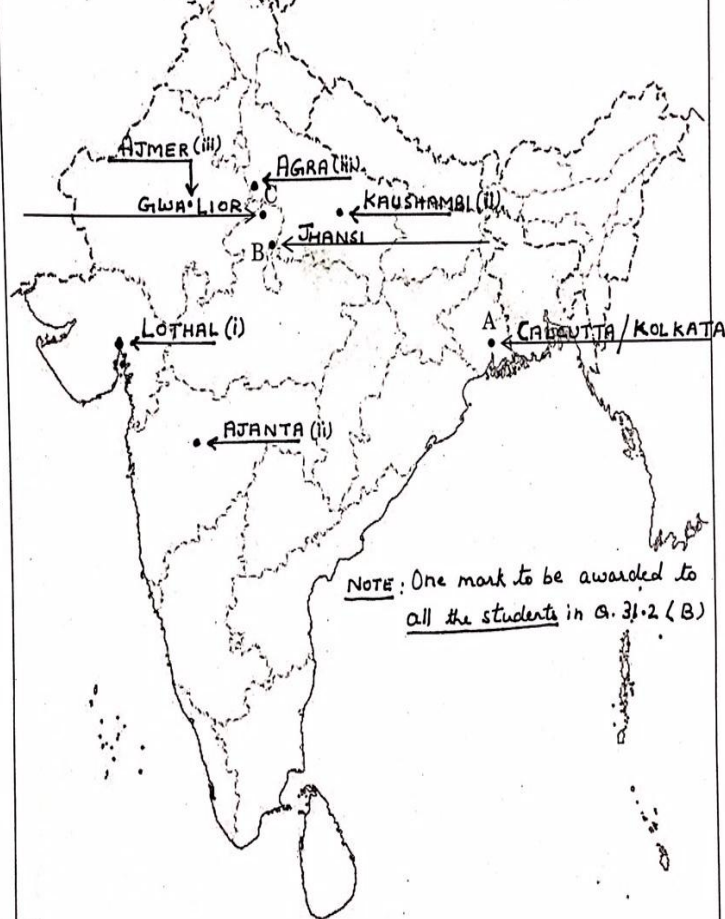 AJMER (iii)
AGRA (iii)
C
GWALIOR
KAUSHAMBI (ii)
B
JHANSI
A
LOTHAL (i)
CALCUTTA / KOLKATA
AJANTA (ii)
NOTE: One mark to be awarded to
all the students in Q. 31.2 (B)